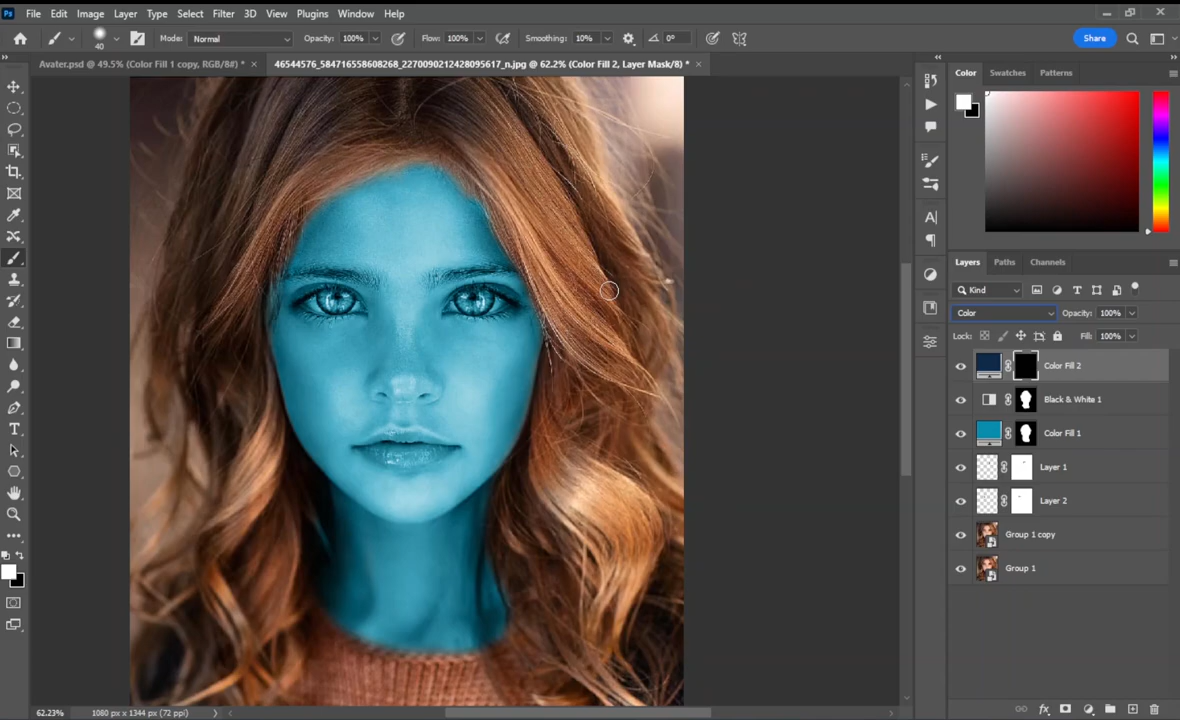 Ps File Edit Image Layer Type Select Filter 3D View Plugins Window Help
40 Mode: Normal Opacity: 100% Flow: 100% Smoothing: 10% 0° Share
Avater.psd @ 49.5% (Color Fill 1 copy, RGB/8#) * × 46544576_584716558608268_2270090212428095617_n.jpg @ 62.2% (Color Fill 2, Layer Mask/8) * ×
Color Swatches Patterns
Layers Paths Channels
Kind
Color Opacity: 100%
Lock: Fill: 100%
Color Fill 2
Black & White 1
Color Fill 1
Layer 1
Layer 2
Group 1 copy
Group 1
62.23% 1080 px x 1344 px (72 ppi)